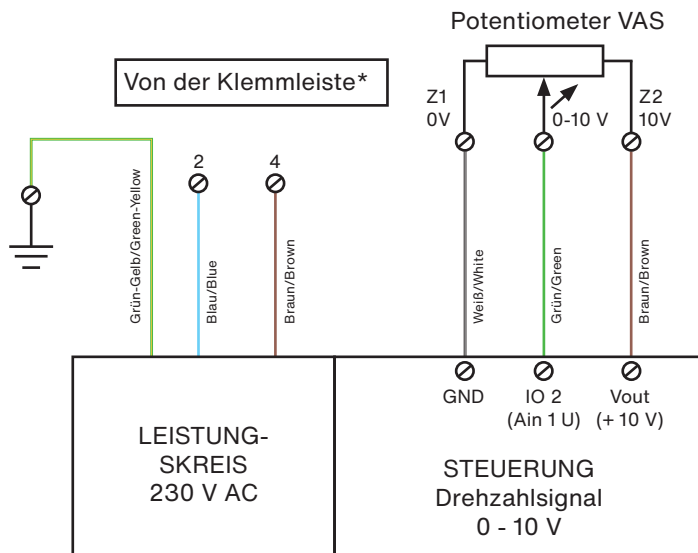 Potentiometer VAS
Von der Klemmleiste*
Z1
0V
0-10 V
Z2
10V
2
4
Grün-Gelb/Green-Yellow
Blau/Blue
Braun/Brown
Weiß/White
Grün/Green
Braun/Brown
GND
IO 2
(Ain 1 U)
Vout
(+ 10 V)
LEISTUNG-
SKREIS
230 V AC
STEUERUNG
Drehzahlsignal
0 - 10 V